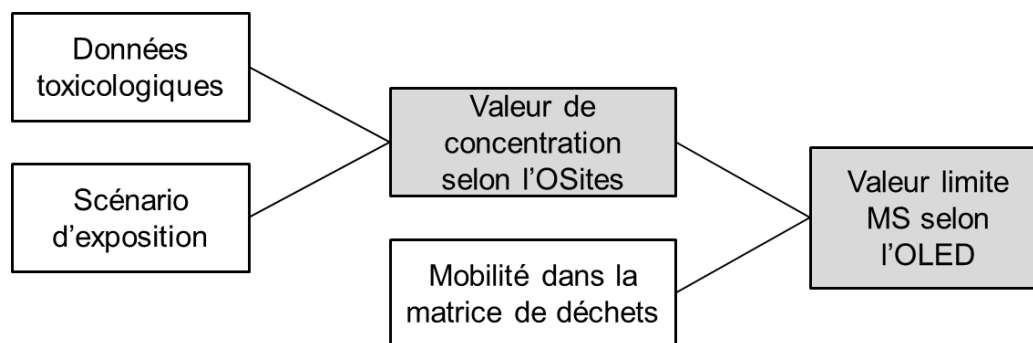 Données
toxicologiques
Scénario
d’exposition
Valeur de
concentration
selon l’OSites
Mobilité dans la
matrice de déchets
Valeur limite
MS selon
l’OLED